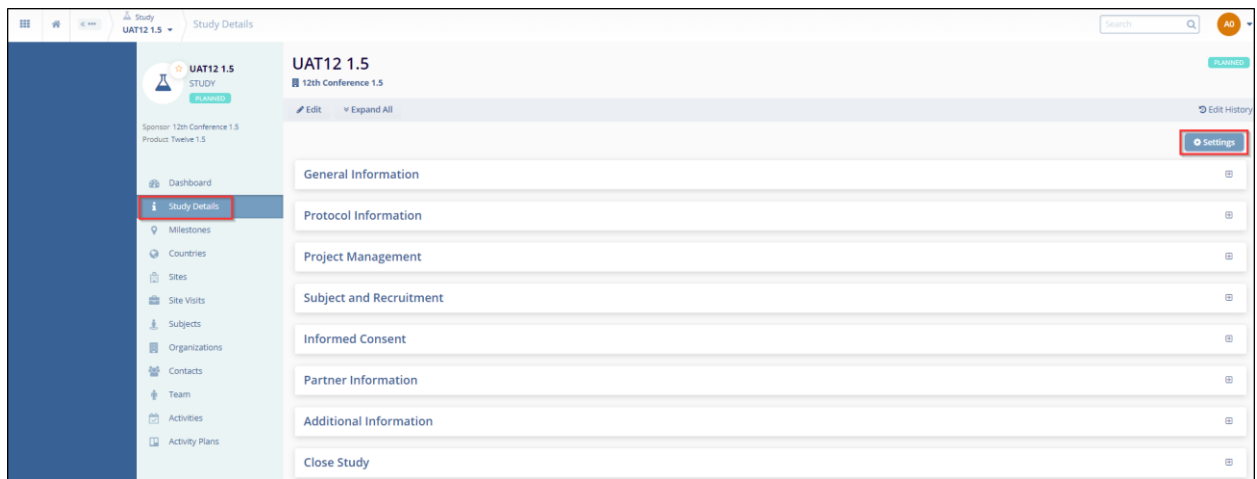 Study
UAT12 1.5
Study Details
Search
AD
UAT12 1.5
STUDY
PLANNED
Sponsor 12th Conference 1.5
Product Twelve 1.5
Dashboard
Study Details
Milestones
Countries
Sites
Site Visits
Subjects
Organizations
Contacts
Team
Activities
Activity Plans
UAT12 1.5
PLANNED
12th Conference 1.5
Edit
Expand All
Edit History
Settings
General Information
Protocol Information
Project Management
Subject and Recruitment
Informed Consent
Partner Information
Additional Information
Close Study